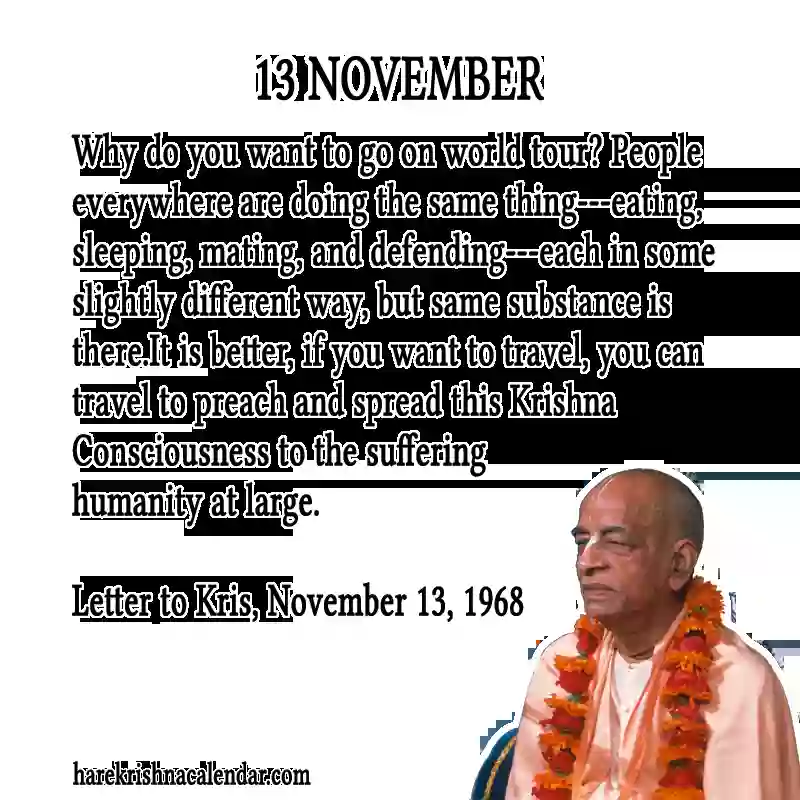 13 NOVEMBER
Why do you want to go on world tour? People
everywhere are doing the same thing---eating,
sleeping, mating, and defending---each in some
slightly different way, but same substance is
there.It is better, if you want to travel, you can
travel to preach and spread this Krishna
Consciousness to the suffering
humanity at large.
Letter to Kris, November 13, 1968
harekrishnacalendar.com